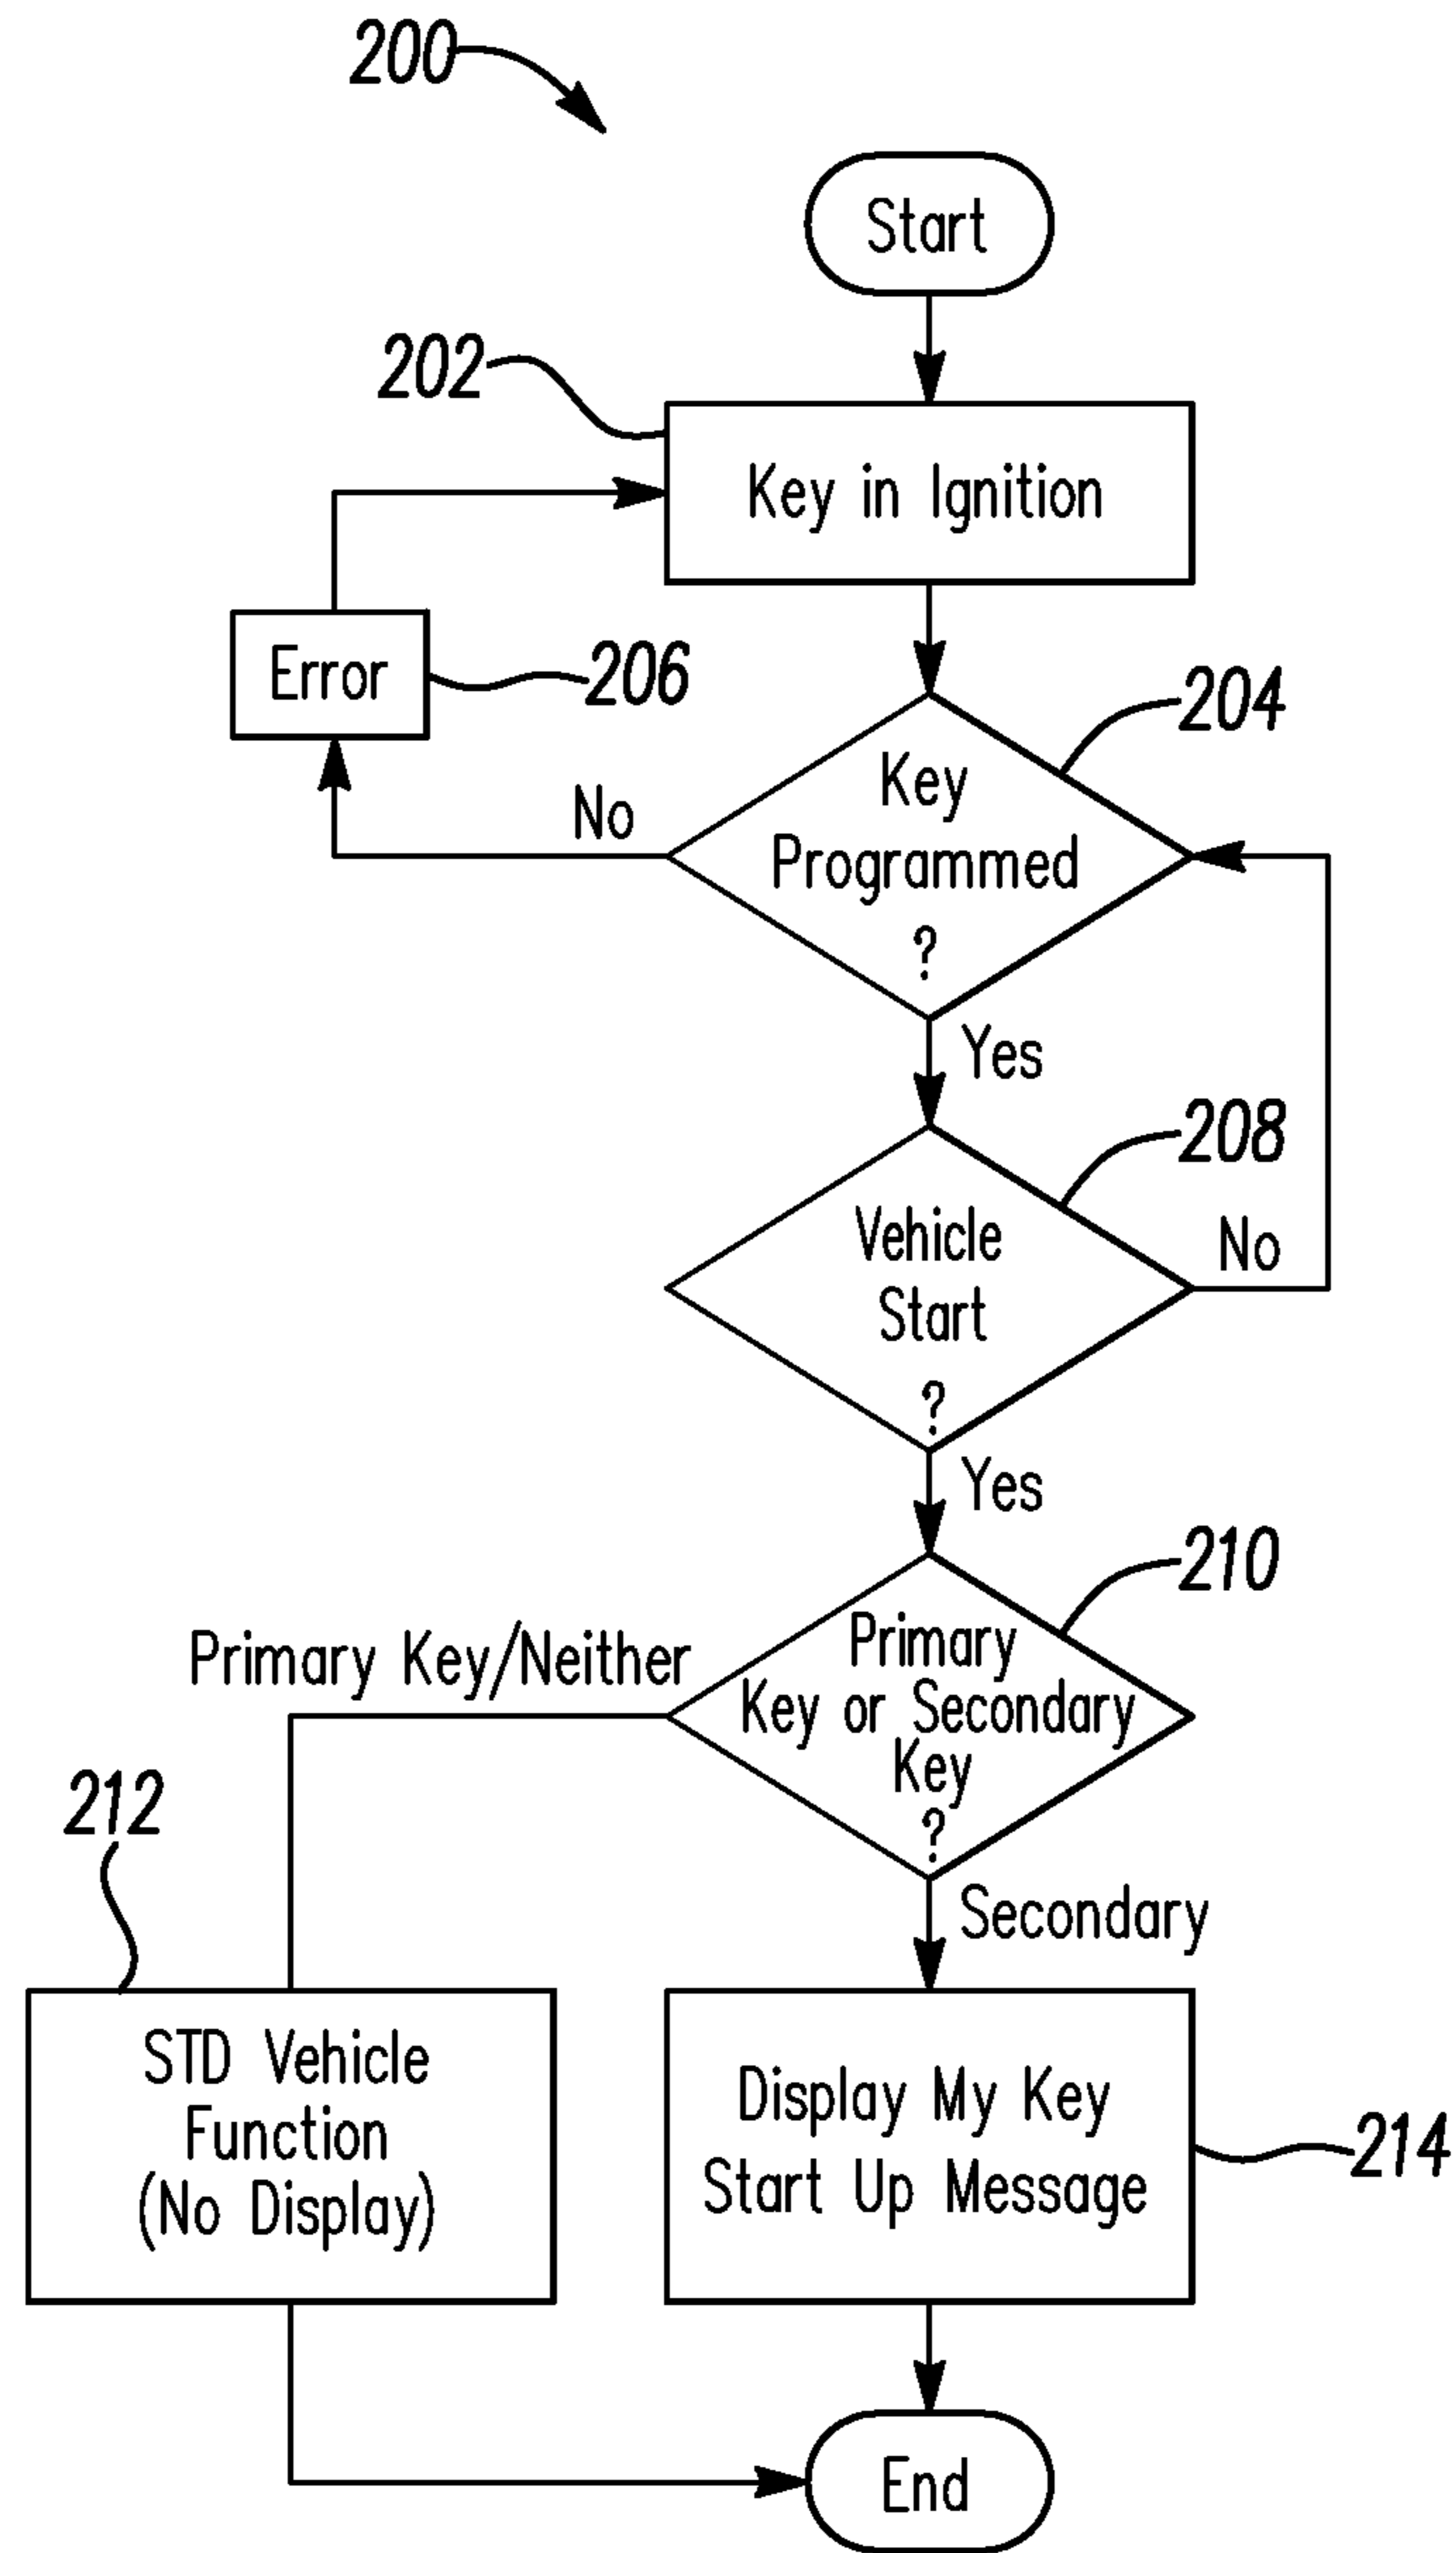 200
Start
202
Key in Ignition
Error
206
204
Key
Programmed
?
No
Yes
208
Vehicle
Start
?
No
Yes
210
Primary Key/Neither
Primary
Key or Secondary
Key
?
212
Secondary
STD Vehicle
Function
(No Display)
Display My Key
Start Up Message
214
End